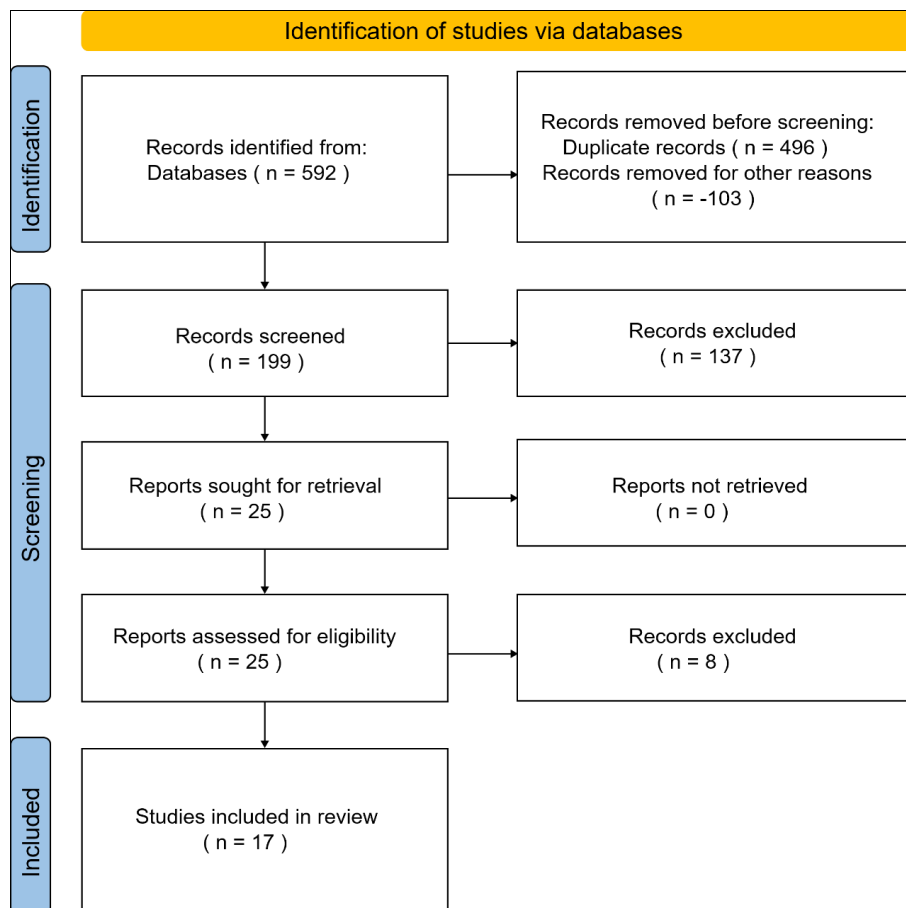 Identification of studies via databases
Identification
Records identified from:
Databases ( n = 592 )
Records removed before screening:
Duplicate records ( n = 496 )
Records removed for other reasons
( n = -103 )
Screening
Records screened
( n = 199 )
Records excluded
( n = 137 )
Reports sought for retrieval
( n = 25 )
Reports not retrieved
( n = 0 )
Reports assessed for eligibility
( n = 25 )
Records excluded
( n = 8 )
Included
Studies included in review
( n = 17 )